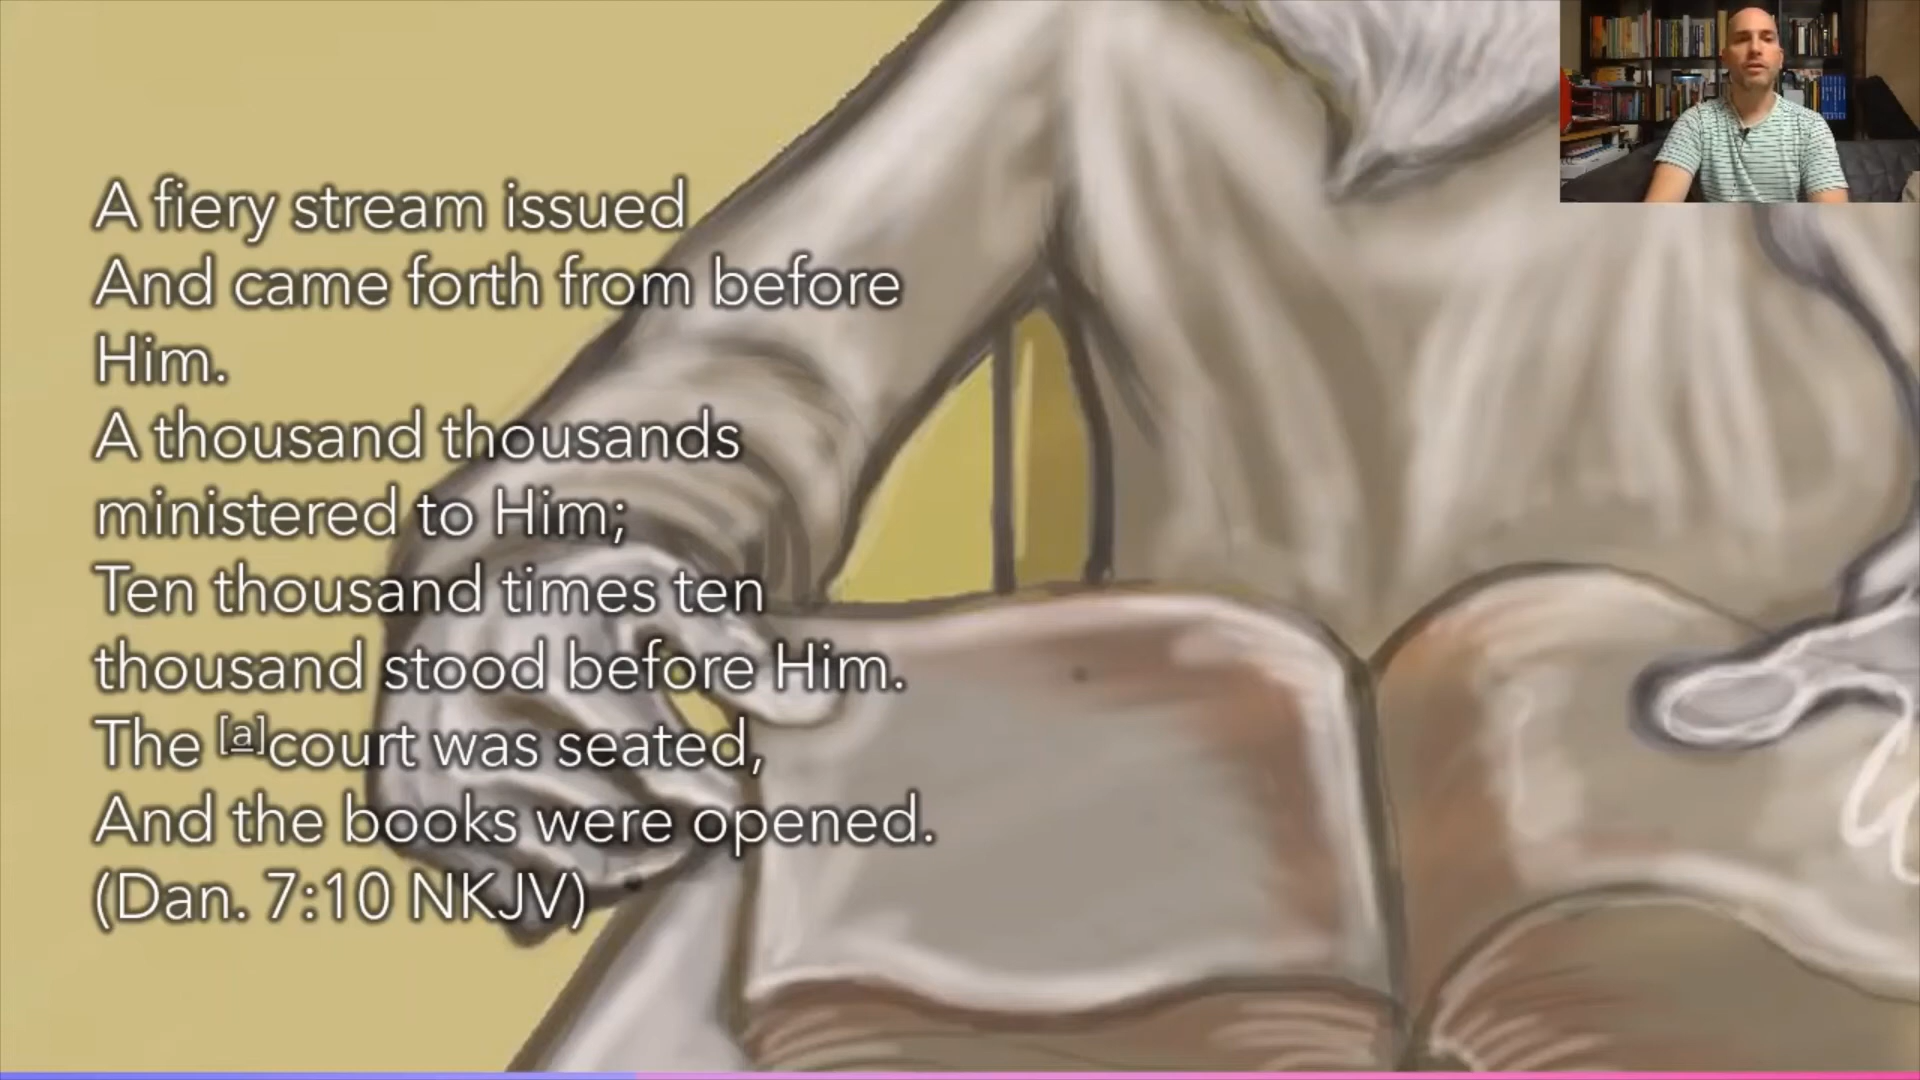 A fiery stream issued
And came forth from before
Him.
A thousand thousands
ministered to Him;
Ten thousand times ten
thousand stood before Him.
The [a]court was seated,
And the books were opened.
(Dan. 7:10 NKJV)